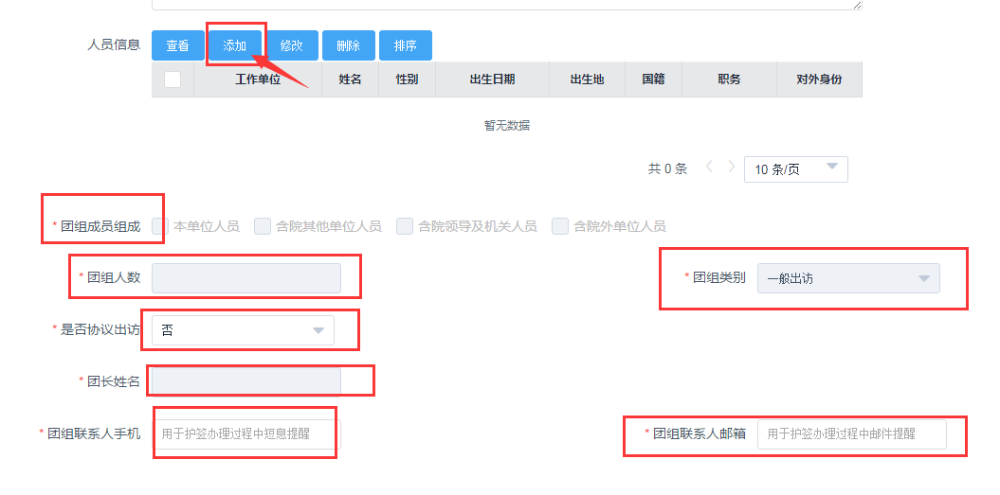 人员信息 查看 添加 修改 删除 排序
工作单位 姓名 性别 出生日期 出生地 国籍 职务 对外身份
暂无数据
共 0 条 10 条/页
* 团组成员组成 本单位人员 含院其他单位人员 含院领导及机关人员 含院外单位人员
* 团组人数 * 团组类别 一般出访
* 是否协议出访 否
* 团长姓名
* 团组联系人手机 用于护签办理过程中短息提醒 * 团组联系人邮箱 用于护签办理过程中邮件提醒